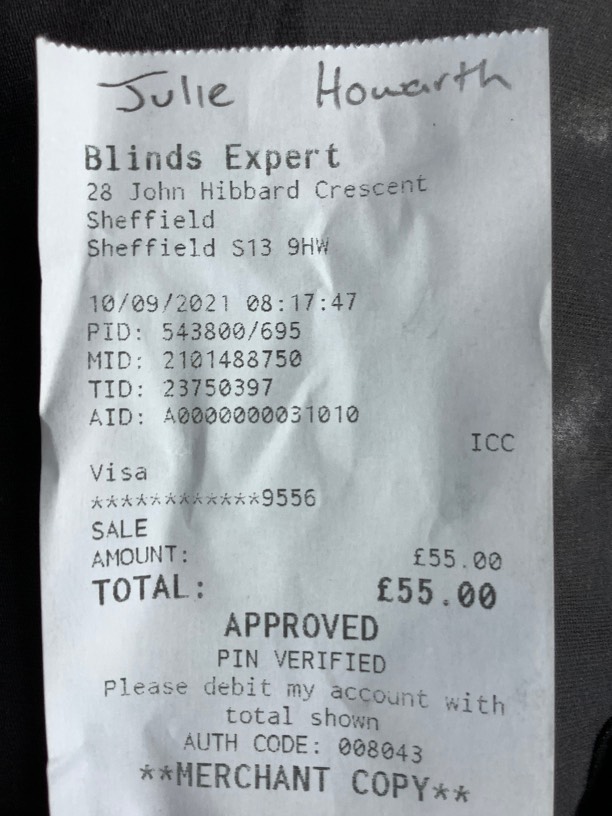 Julie Howarth
Blinds Expert
28 John Hibbard Crescent
Sheffield
Sheffield S13 9HW
10/09/2021 08:17:47
PID: 543800/695
MID: 2101488750
TID: 23750397
AID: A0000000031010
ICC
Visa
************9556
SALE
AMOUNT: £55.00
TOTAL: £55.00
APPROVED
PIN VERIFIED
Please debit my account with
total shown
AUTH CODE: 008043
**MERCHANT COPY**